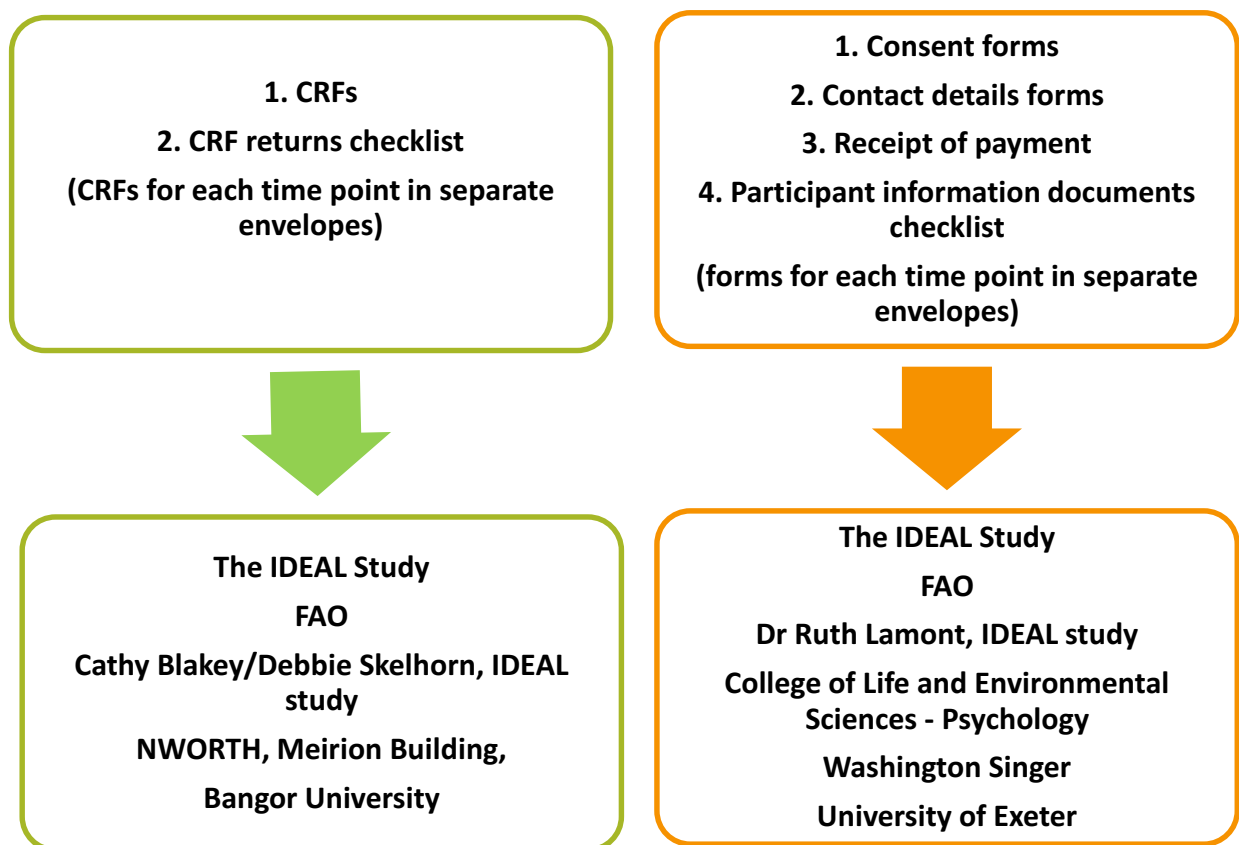 1. CRFs
2. CRF returns checklist
(CRFs for each time point in separate
envelopes)
1. Consent forms
2. Contact details forms
3. Receipt of payment
4. Participant information documents
checklist
(forms for each time point in separate
envelopes)
The IDEAL Study
FAO
Cathy Blakey/Debbie Skelhorn, IDEAL
study
NWORTH, Meirion Building,
Bangor University
The IDEAL Study
FAO
Dr Ruth Lamont, IDEAL study
College of Life and Environmental
Sciences - Psychology
Washington Singer
University of Exeter